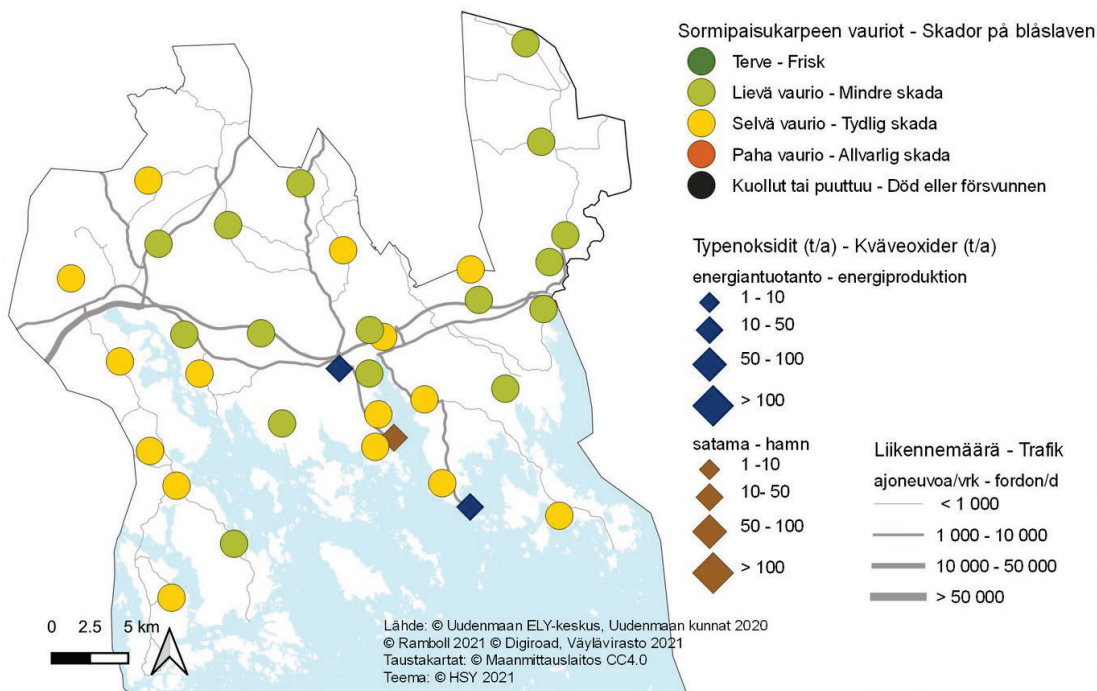 Sormipaisukarpeen vauriot - Skador på blåslaven
Terve - Frisk
Lievä vaurio - Mindre skada
Selvä vaurio - Tydlig skada
Paha vaurio - Allvarlig skada
Kuollut tai puuttuu - Död eller försvunnen
Typenoksidit (t/a) - Kväveoxider (t/a)
energiantuotanto - energiproduktion
1 - 10
10 - 50
50 - 100
> 100
satama - hamn
1 - 10
10- 50
50 - 100
> 100
Liikennemäärä - Trafik
ajoneuvoa/vrk - fordon/d
< 1 000
1 000 - 10 000
10 000 - 50 000
> 50 000
0 2.5 5 km
Lähde: © Uudenmaan ELY-keskus, Uudenmaan kunnat 2020
© Ramboll 2021 © Digiroad, Väylävirasto 2021
Taustakartat: © Maanmittauslaitos CC4.0
Teema: © HSY 2021